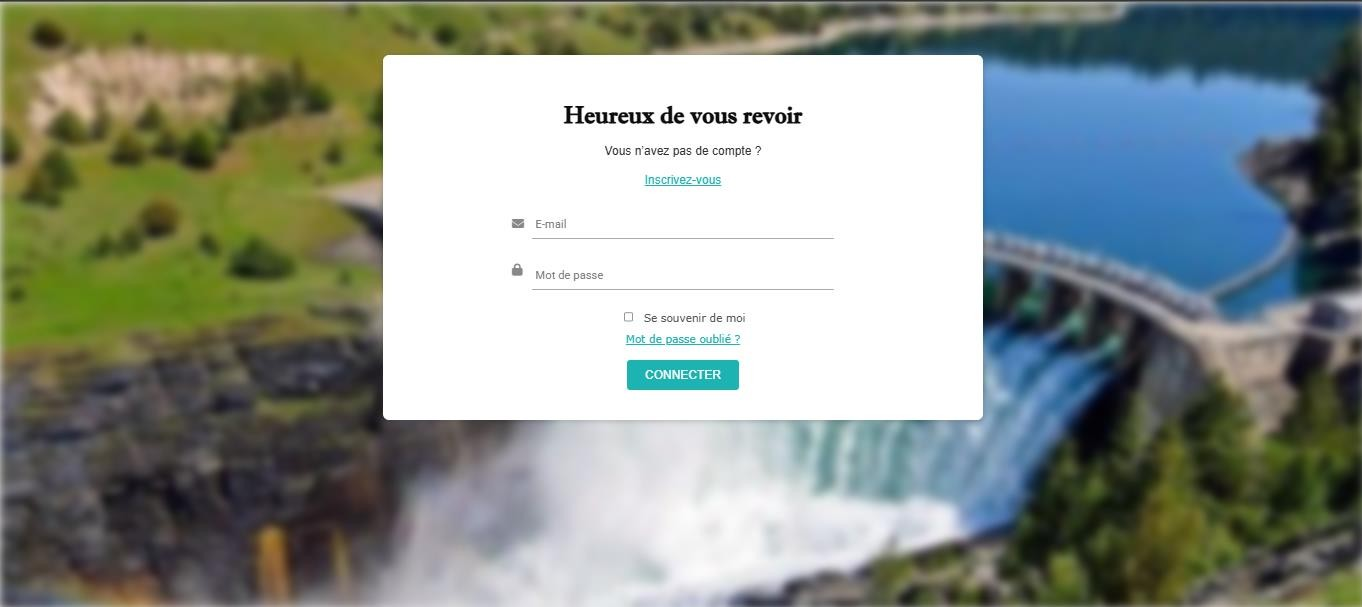 Heureux de vous revoir
Vous n’avez pas de compte ?
Inscrivez-vous
E-mail
Mot de passe
Se souvenir de moi
Mot de passe oublié ?
CONNECTER